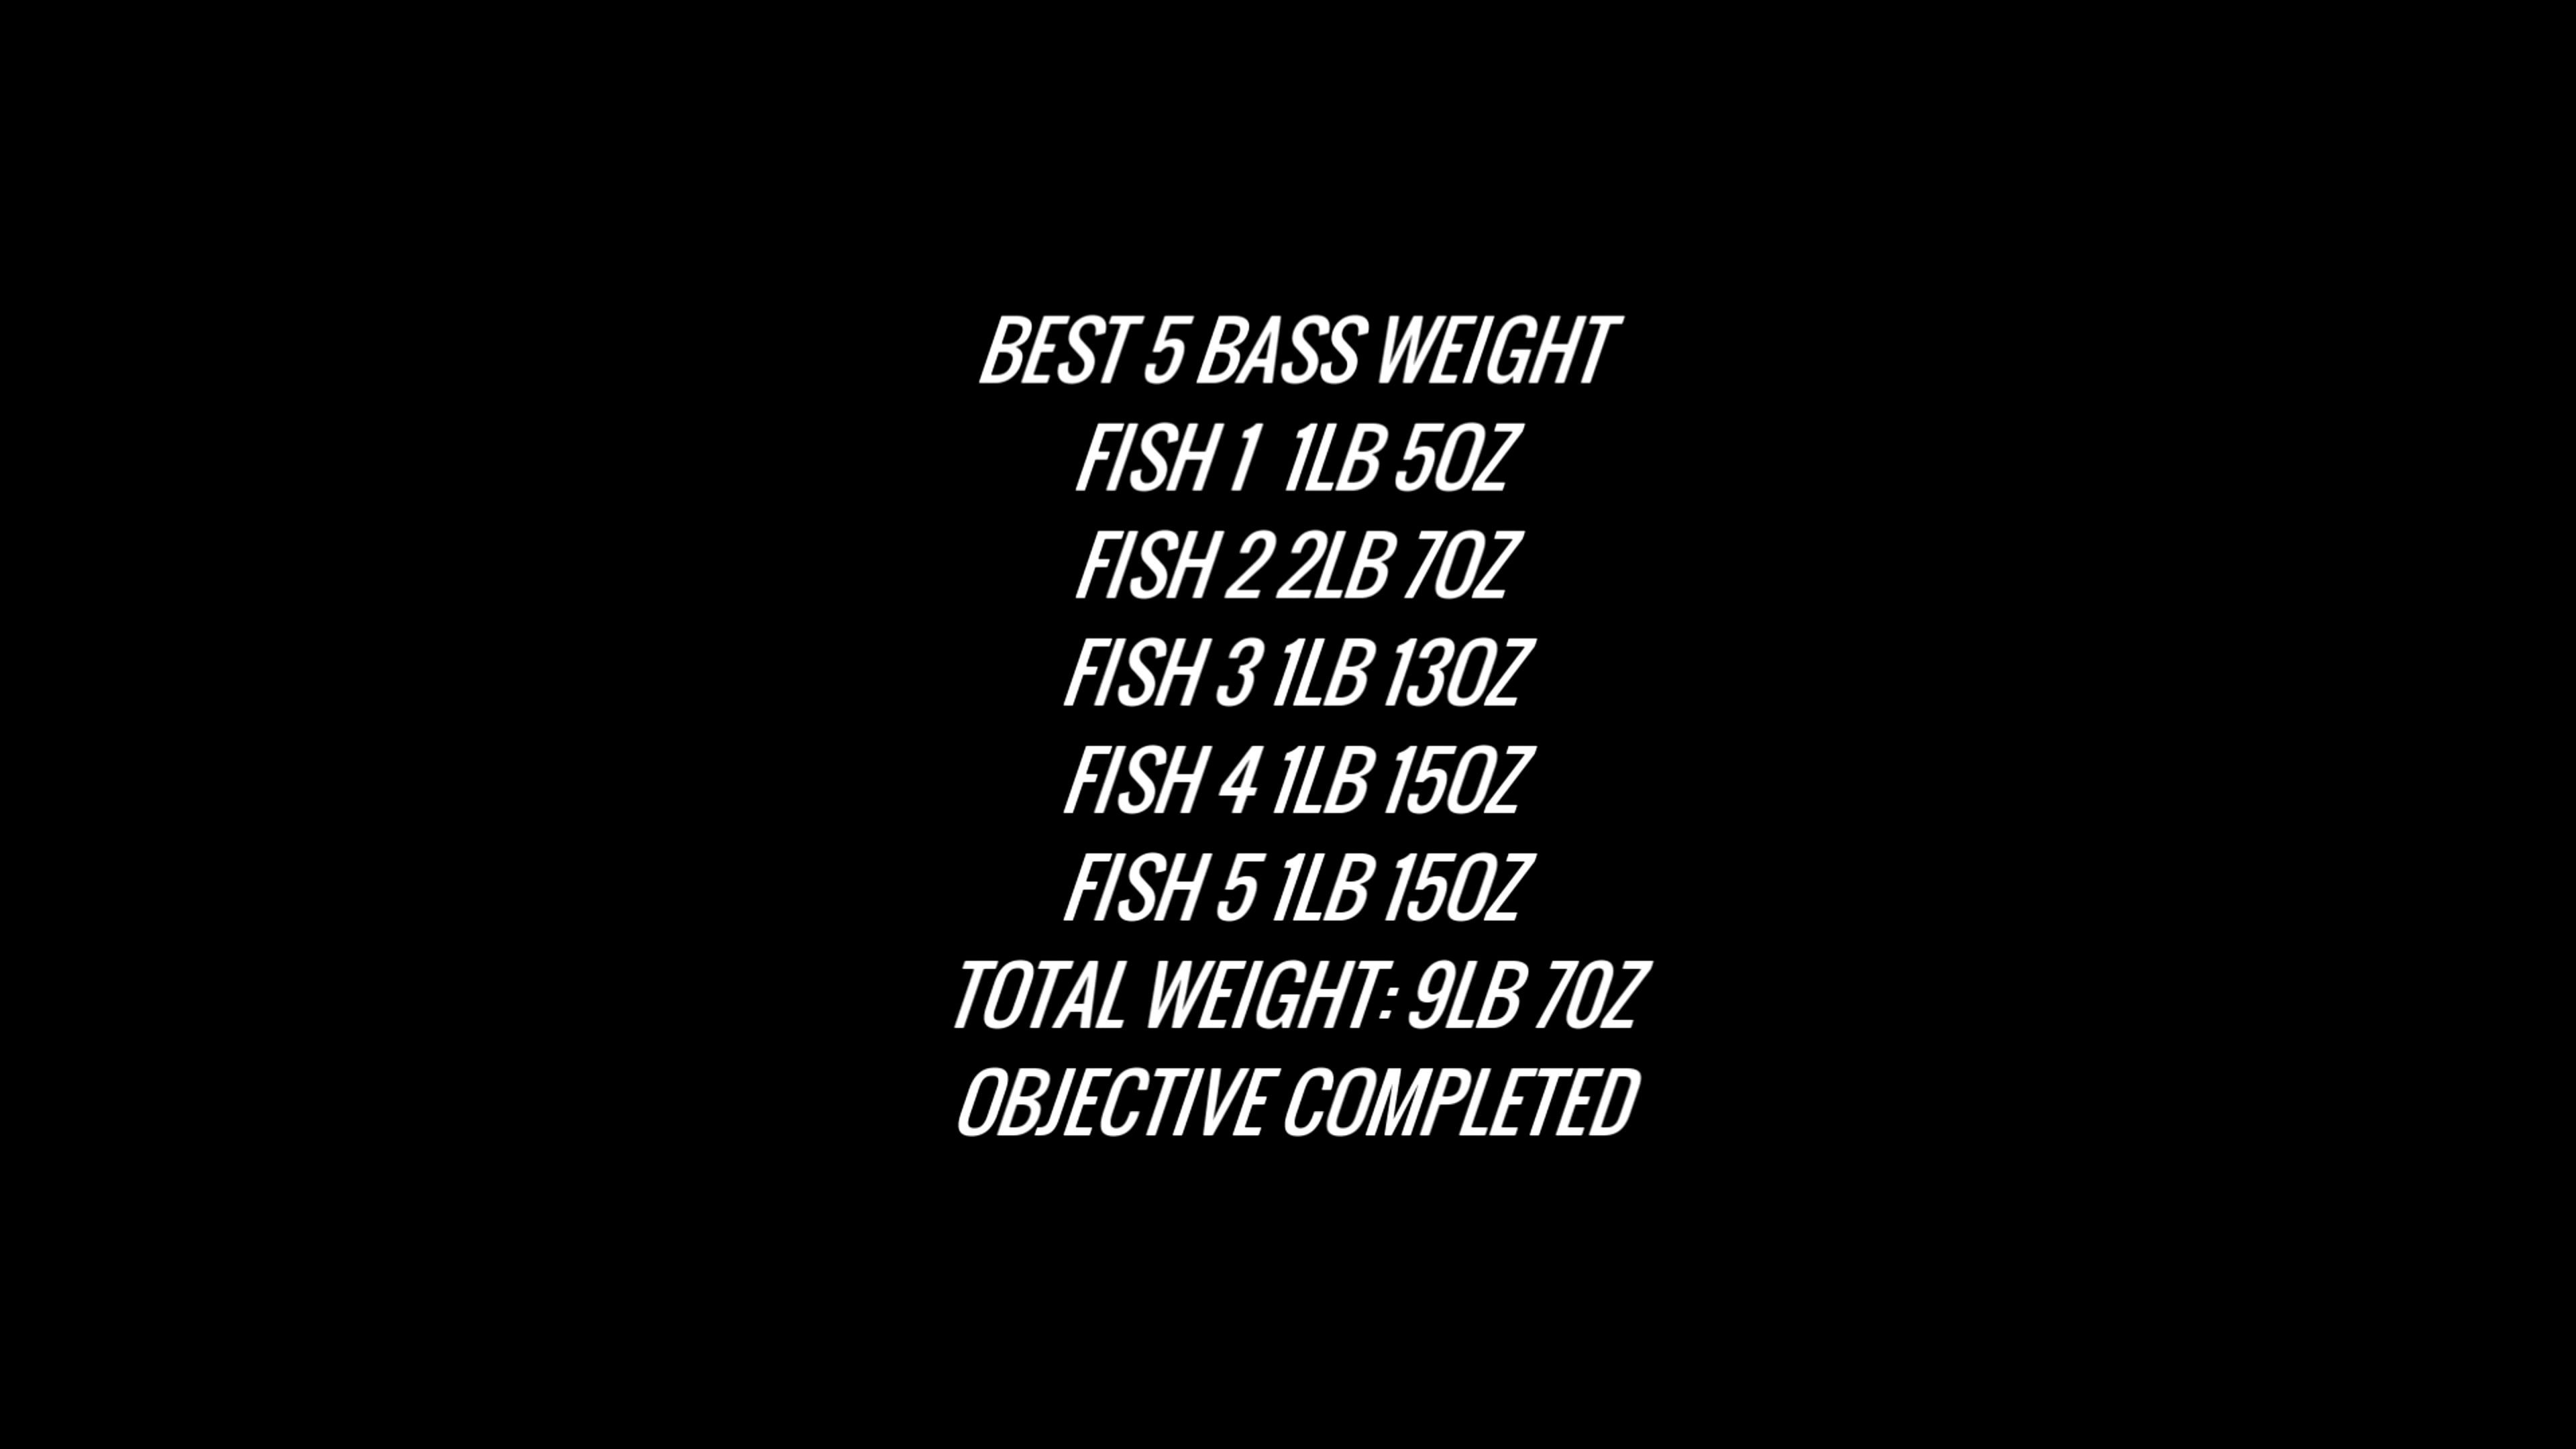 BEST 5 BASS WEIGHT
FISH 1  1LB 5OZ
FISH 2 2LB 7OZ
FISH 3 1LB 13OZ
FISH 4 1LB 15OZ
FISH 5 1LB 15OZ
TOTAL WEIGHT: 9LB 7OZ
OBJECTIVE COMPLETED